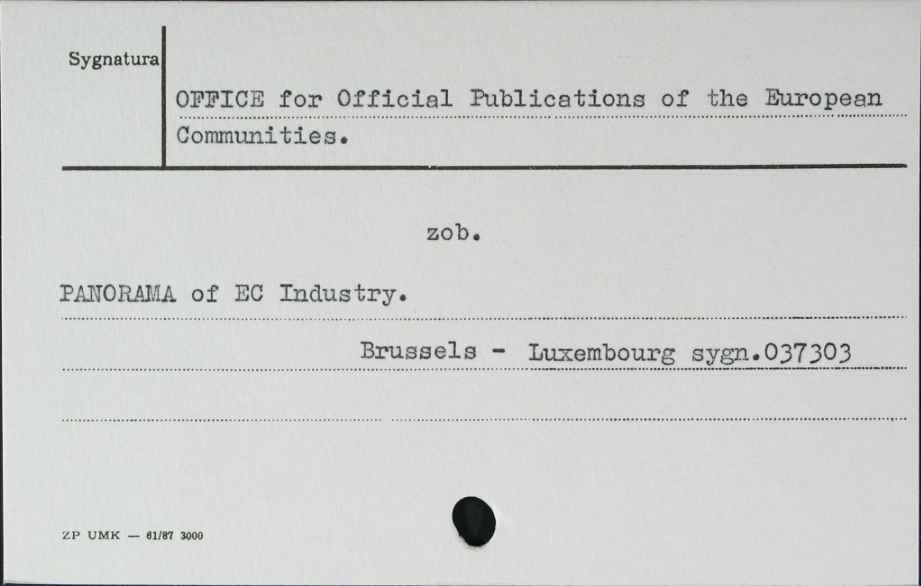 Sygnatura
OFFICE for Official Publications of the European
Communities.
zob.
PANORAMA of EC Industry.
Brussels - Luxembourg sygn.037303
ZP UMK — 61/87 3000